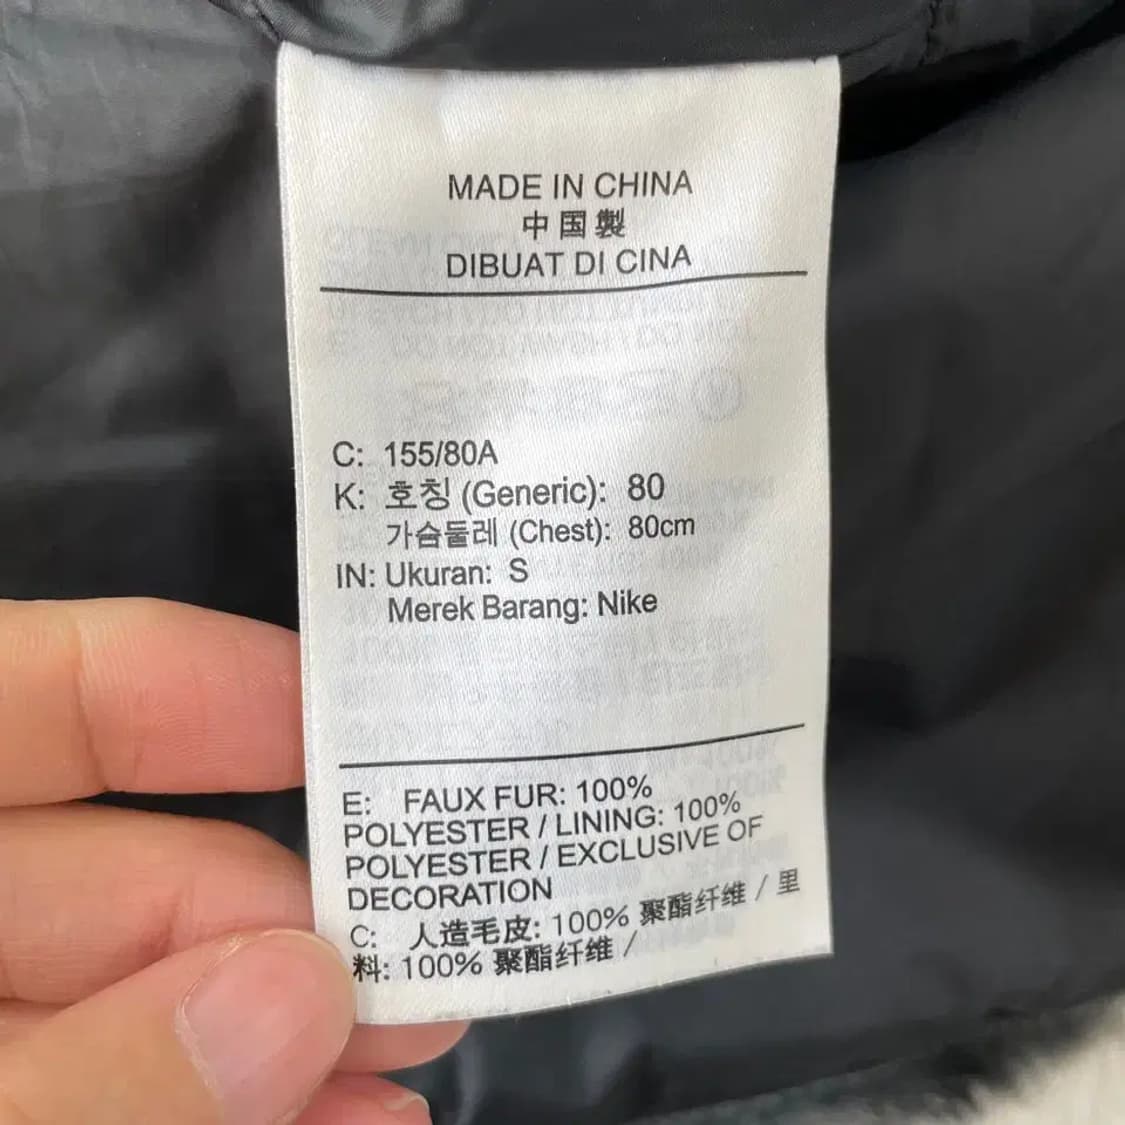 MADE IN CHINA
中国製
DIBUAT DI CINA
C: 155/80A
K: 호칭 (Generic): 80
가슴둘레 (Chest): 80cm
IN: Ukuran: S
Merek Barang: Nike
E: FAUX FUR: 100%
POLYESTER / LINING: 100%
POLYESTER / EXCLUSIVE OF
DECORATION
C: 人造毛皮: 100% 聚酯纤维 / 里
料: 100% 聚酯纤维 /